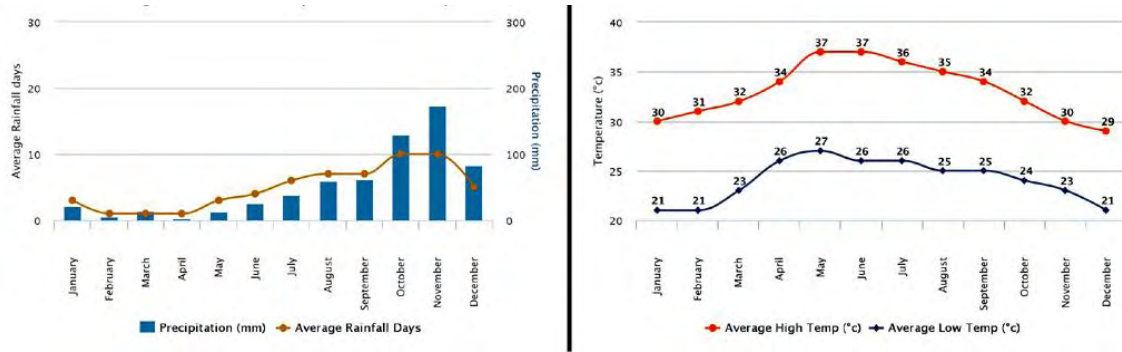 30
20
10
0
Average Rainfall days
300
200
100
0
Precipitation (mm)
January
February
March
April
May
June
July
August
September
October
November
December
Precipitation (mm)
Average Rainfall Days
40
35
30
25
20
Temperature (°c)
30
31
32
34
37
37
36
35
34
32
30
29
21
21
23
26
27
26
26
25
25
24
23
21
January
February
March
April
May
June
July
August
September
October
November
December
Average High Temp (°c)
Average Low Temp (°c)